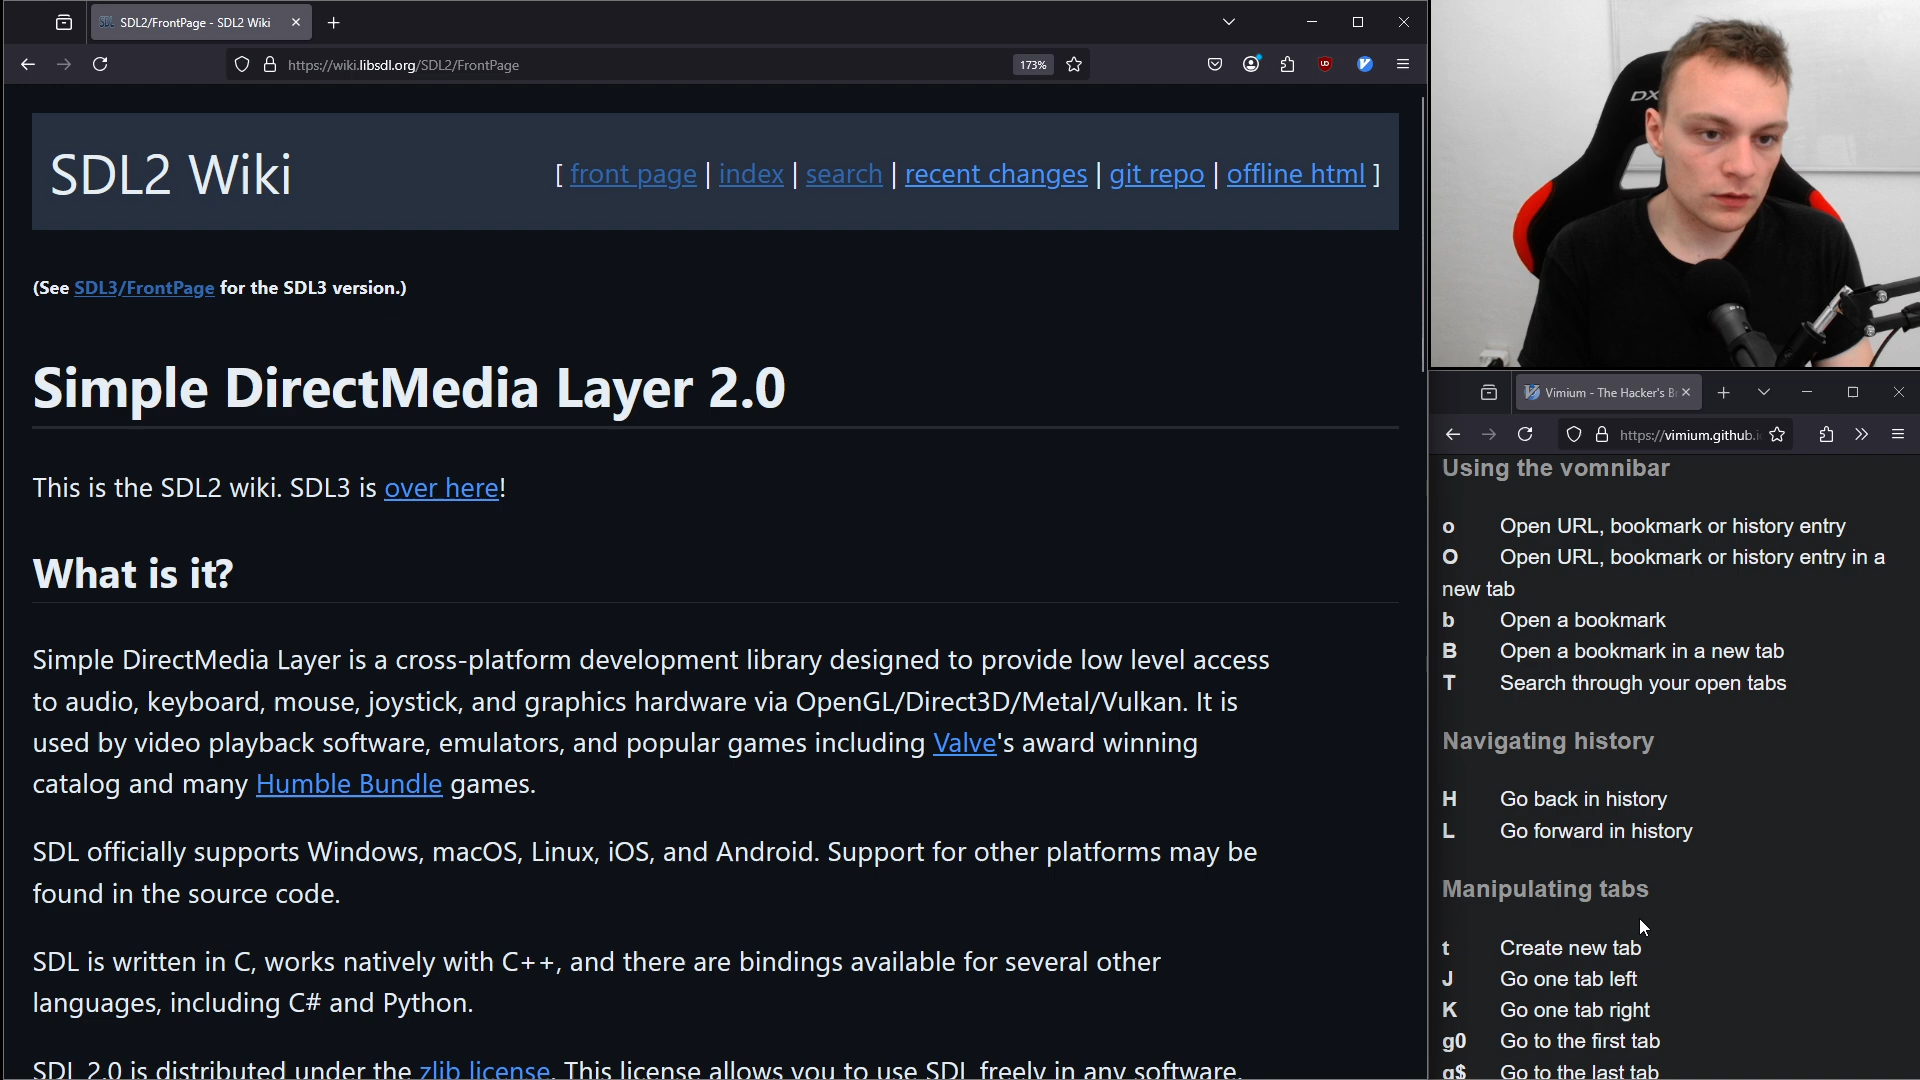 SDL2/FrontPage - SDL2 Wiki
https://wiki.libsdl.org/SDL2/FrontPage
173%
SDL2 Wiki
[ front page | index | search | recent changes | git repo | offline html ]
(See SDL3/FrontPage for the SDL3 version.)
Simple DirectMedia Layer 2.0
This is the SDL2 wiki. SDL3 is over here!
What is it?
Simple DirectMedia Layer is a cross-platform development library designed to provide low level access
to audio, keyboard, mouse, joystick, and graphics hardware via OpenGL/Direct3D/Metal/Vulkan. It is
used by video playback software, emulators, and popular games including Valve's award winning
catalog and many Humble Bundle games.
SDL officially supports Windows, macOS, Linux, iOS, and Android. Support for other platforms may be
found in the source code.
SDL is written in C, works natively with C++, and there are bindings available for several other
languages, including C# and Python.
SDL 2.0 is distributed under the zlib license. This license allows you to use SDL freely in any software.
DX
Vimium - The Hacker's Br
https://vimium.github.i
Using the vomnibar
o Open URL, bookmark or history entry
O Open URL, bookmark or history entry in a
new tab
b Open a bookmark
B Open a bookmark in a new tab
T Search through your open tabs
Navigating history
H Go back in history
L Go forward in history
Manipulating tabs
t Create new tab
J Go one tab left
K Go one tab right
g0 Go to the first tab
g$ Go to the last tab